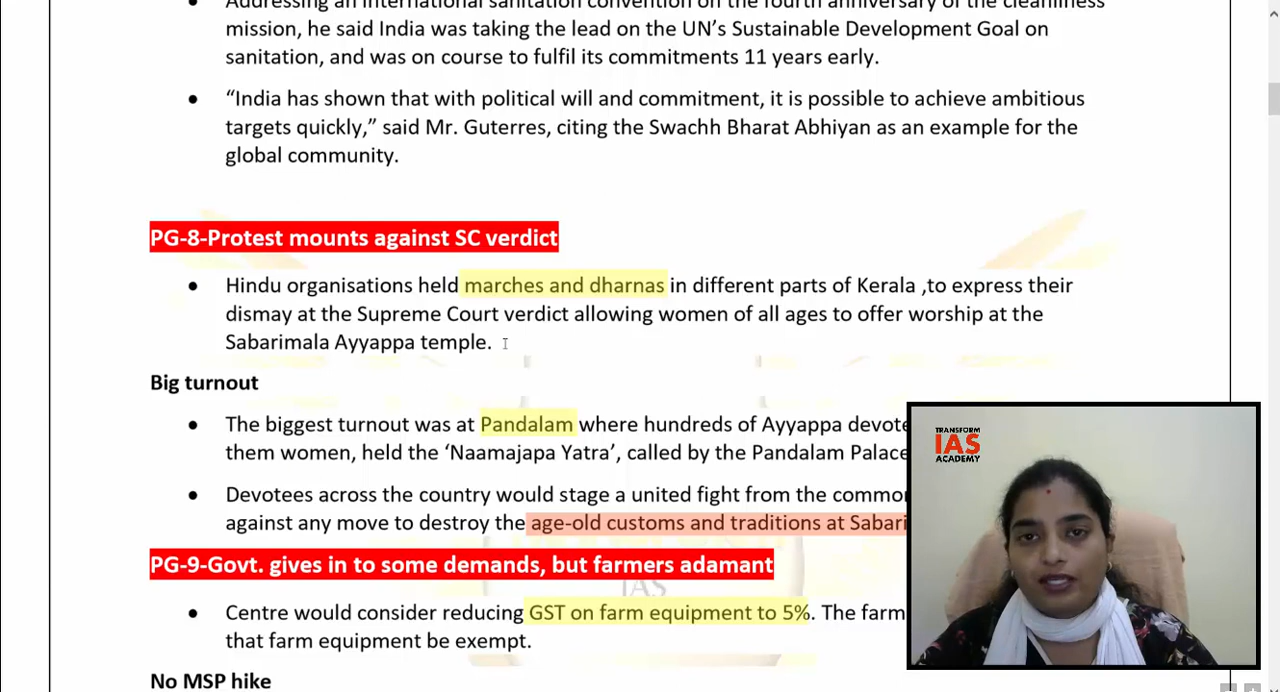 Addressing an international sanitation convention on the fourth anniversary of the cleanliness
mission, he said India was taking the lead on the UN's Sustainable Development Goal on
sanitation, and was on course to fulfil its commitments 11 years early.
• “India has shown that with political will and commitment, it is possible to achieve ambitious
targets quickly,” said Mr. Guterres, citing the Swachh Bharat Abhiyan as an example for the
global community.
PG-8-Protest mounts against SC verdict
• Hindu organisations held marches and dharnas in different parts of Kerala ,to express their
dismay at the Supreme Court verdict allowing women of all ages to offer worship at the
Sabarimala Ayyappa temple.
Big turnout
• The biggest turnout was at Pandalam where hundreds of Ayyappa devote
them women, held the ‘Naamajapa Yatra’, called by the Pandalam Palace
• Devotees across the country would stage a united fight from the commo
against any move to destroy the age-old customs and traditions at Sabari
PG-9-Govt. gives in to some demands, but farmers adamant
IAS
• Centre would consider reducing GST on farm equipment to 5%. The farm
that farm equipment be exempt.
No MSP hike
TRANSFORM
IAS
ACADEMY